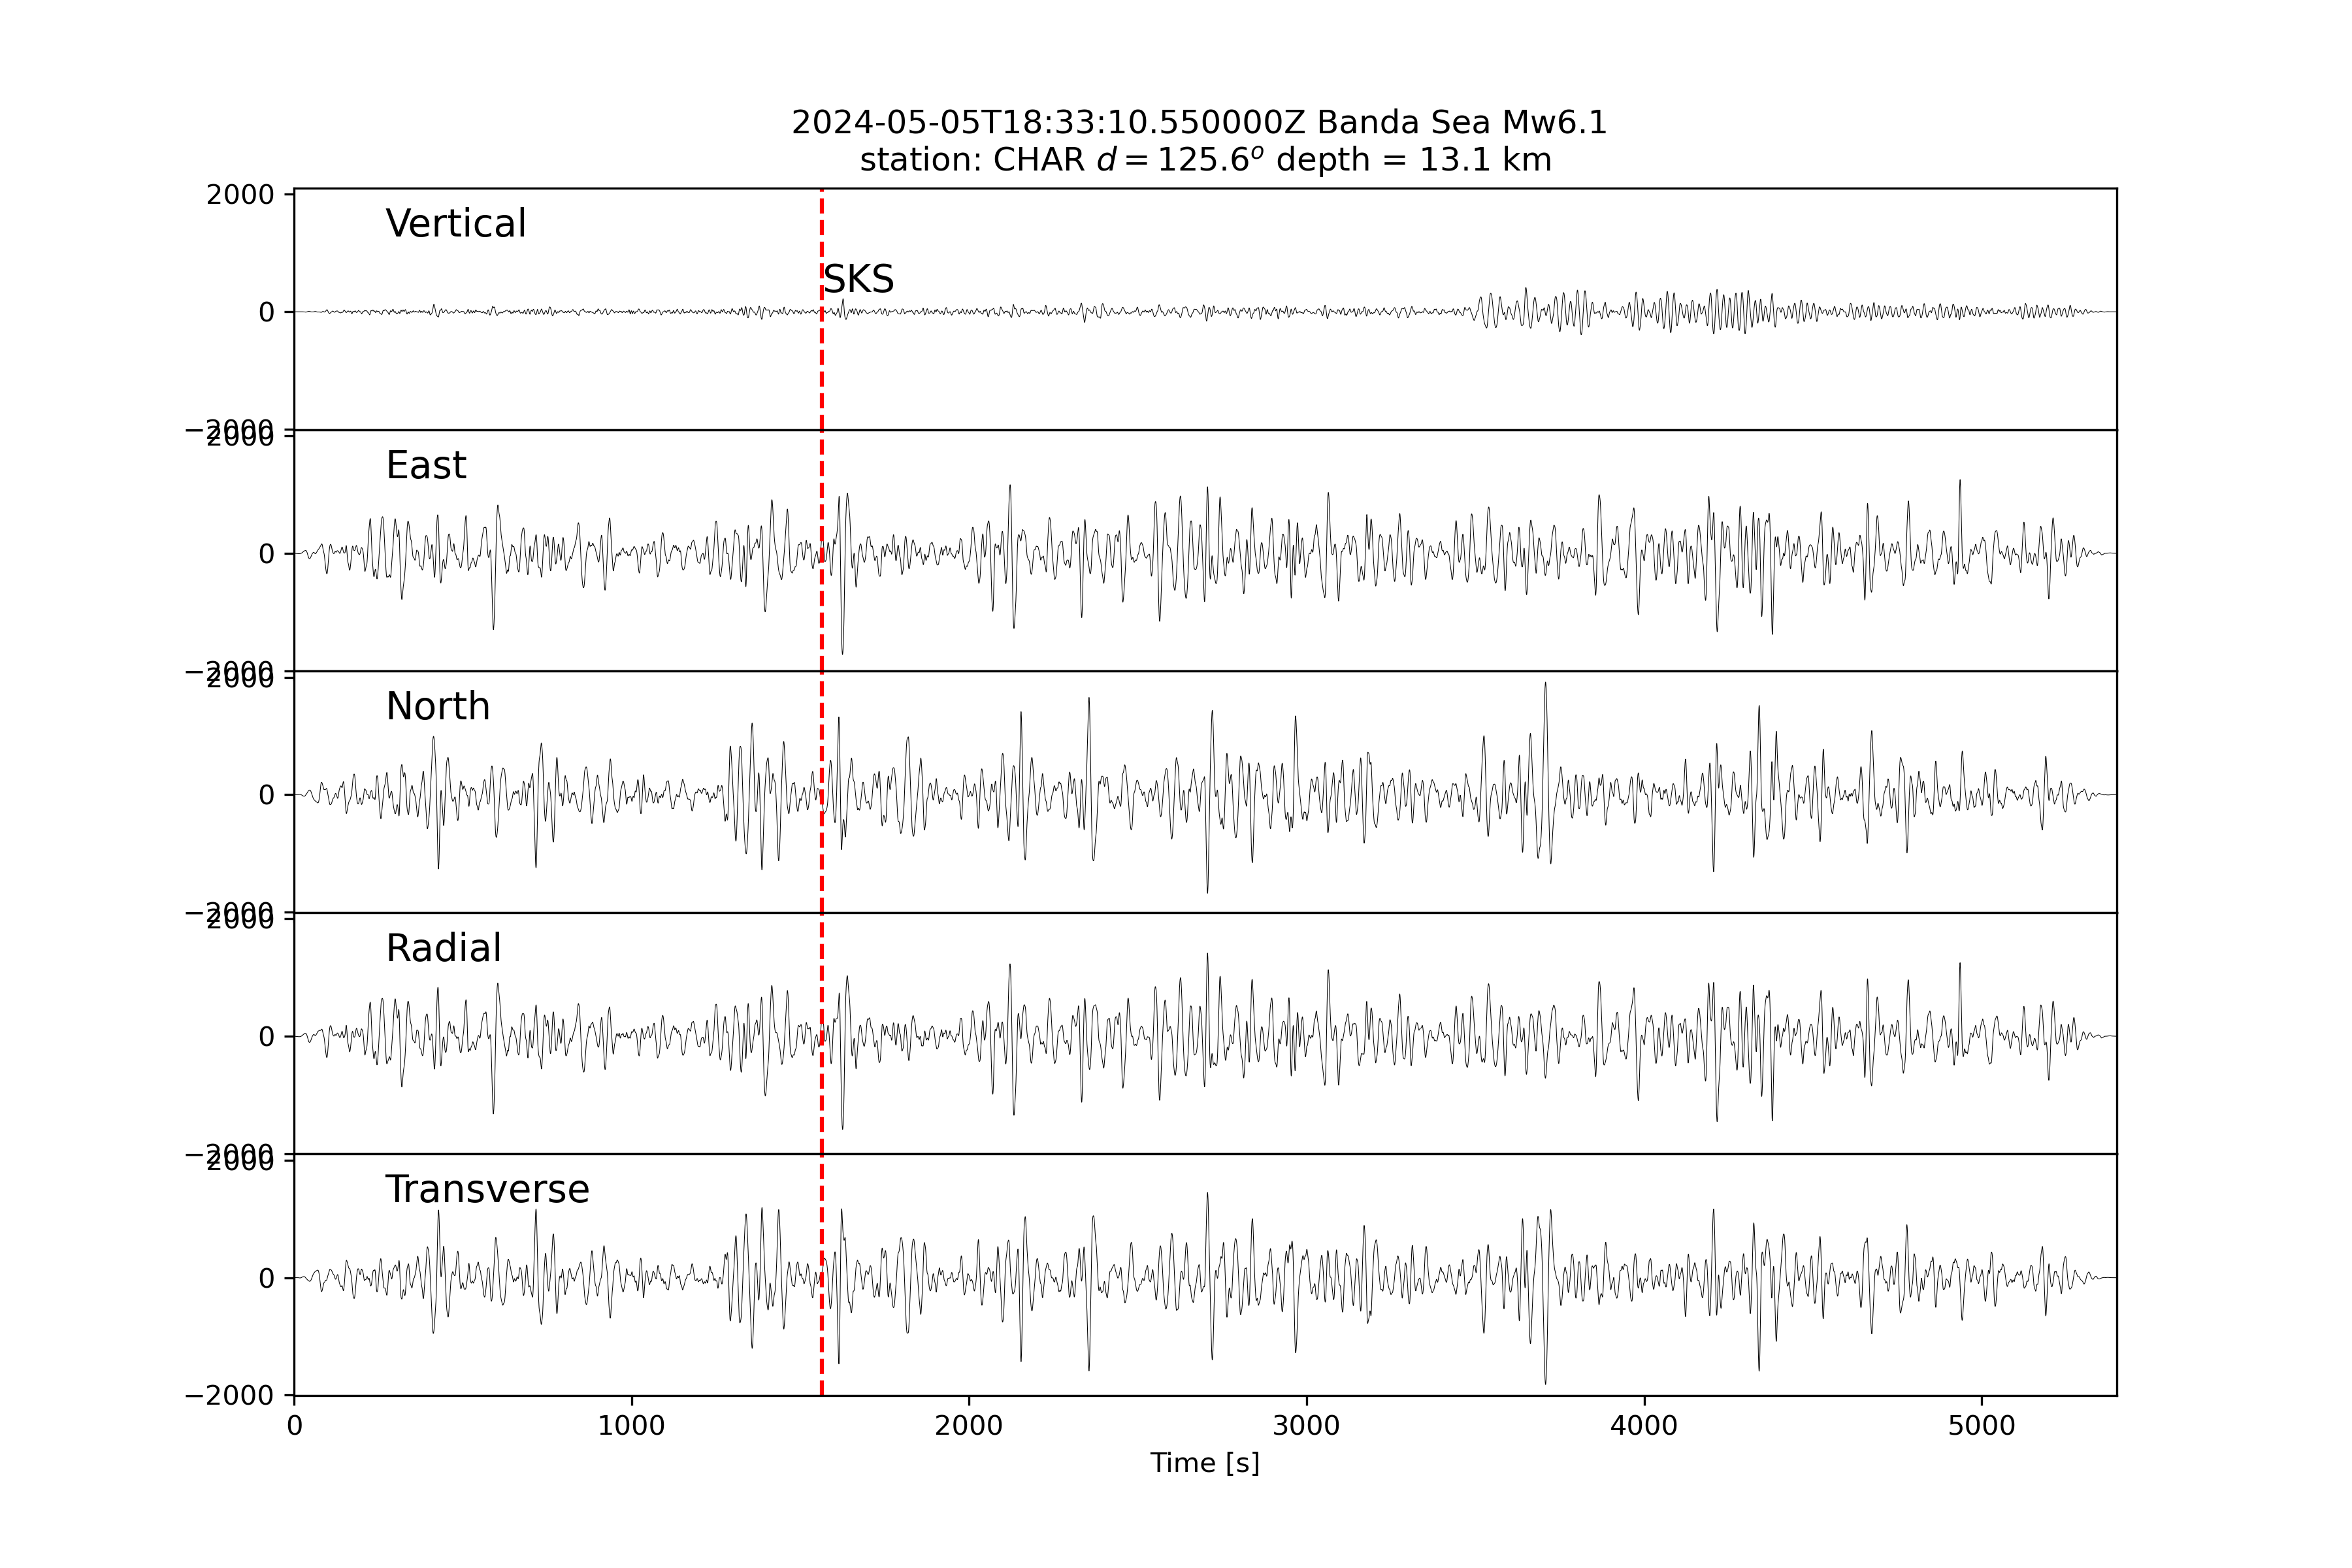 2024-05-05T18:33:10.550000Z Banda Sea Mw6.1
station: CHAR d = 125.6° depth = 13.1 km
2000
Vertical
SKS
0
−2000
2000
East
0
−2000
2000
North
0
−2000
2000
Radial
0
−2000
2000
Transverse
0
−2000
0 1000 2000 3000 4000 5000
Time [s]